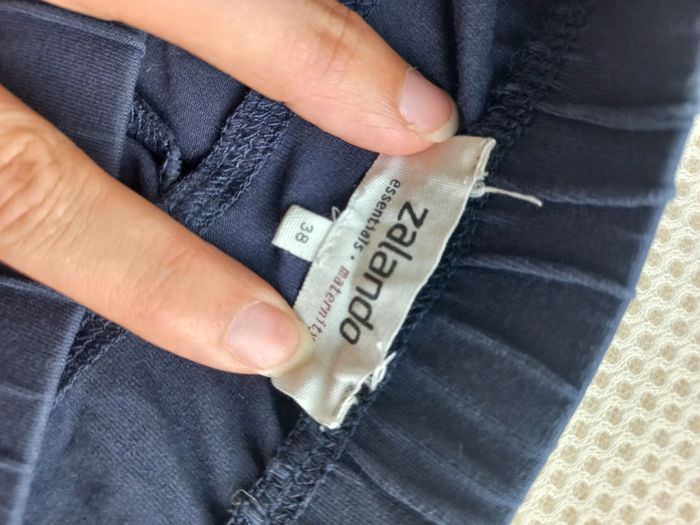 zalando
essentials • maternity
38